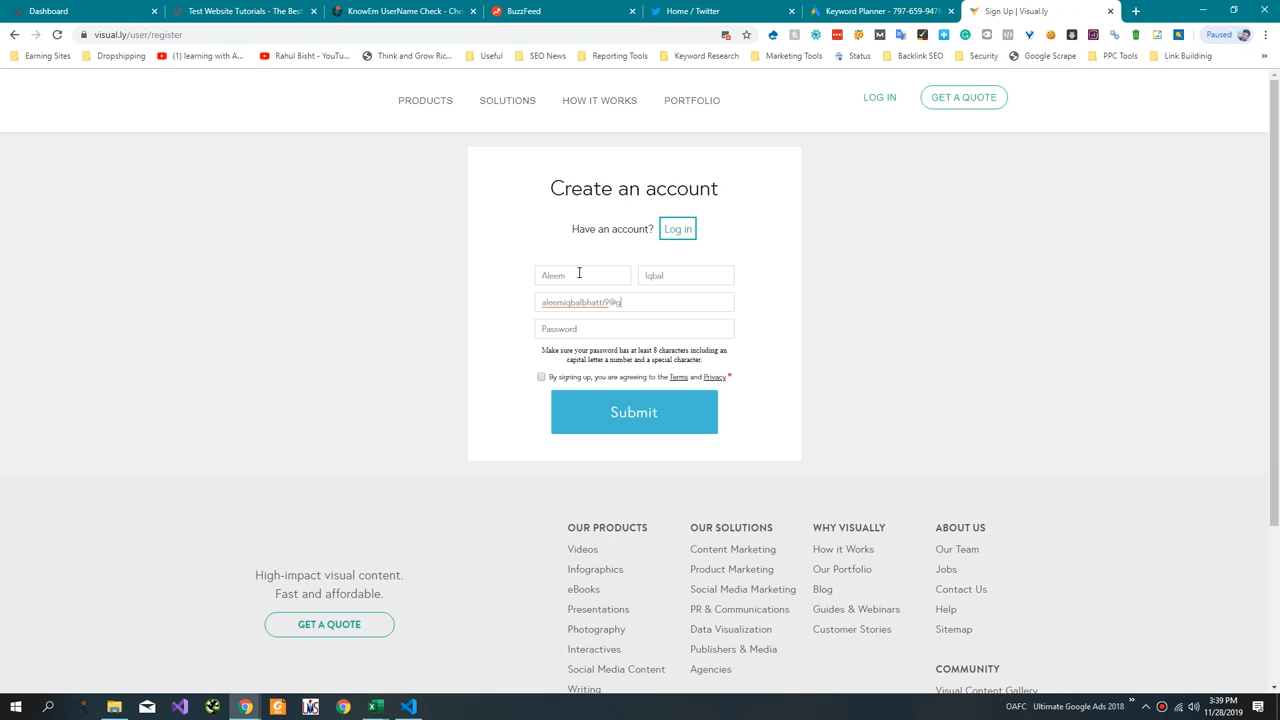 Dashboard
Test Website Tutorials - The Best
KnowEm UserName Check - Che
BuzzFeed
Home / Twitter
Keyword Planner - 797-659-9476
Sign Up | Visual.ly
visual.ly/user/register
Paused
Earning Sites
Dropshipping
(1) learning with A...
Rahul Bisht - YouTu...
Think and Grow Ric...
Useful
SEO News
Reporting Tools
Keyword Research
Marketing Tools
Status
Backlink SEO
Security
Google Scrape
PPC Tools
Link Buildinig
PRODUCTS
SOLUTIONS
HOW IT WORKS
PORTFOLIO
LOG IN
GET A QUOTE
Create an account
Have an account? Log in
Aleem
Iqbal
aleemiqbalbhatti9@g
Password
Make sure your password has at least 8 characters including an
capital letter a number and a special character.
By signing up, you are agreeing to the Terms and Privacy *
Submit
High-impact visual content.
Fast and affordable.
GET A QUOTE
OUR PRODUCTS
Videos
Infographics
eBooks
Presentations
Photography
Interactives
Social Media Content
Writing
OUR SOLUTIONS
Content Marketing
Product Marketing
Social Media Marketing
PR & Communications
Data Visualization
Publishers & Media
Agencies
WHY VISUALLY
How it Works
Our Portfolio
Blog
Guides & Webinars
Customer Stories
ABOUT US
Our Team
Jobs
Contact Us
Help
Sitemap
COMMUNITY
Visual Content Gallery
OAFC
Ultimate Google Ads 2018
3:39 PM
11/28/2019